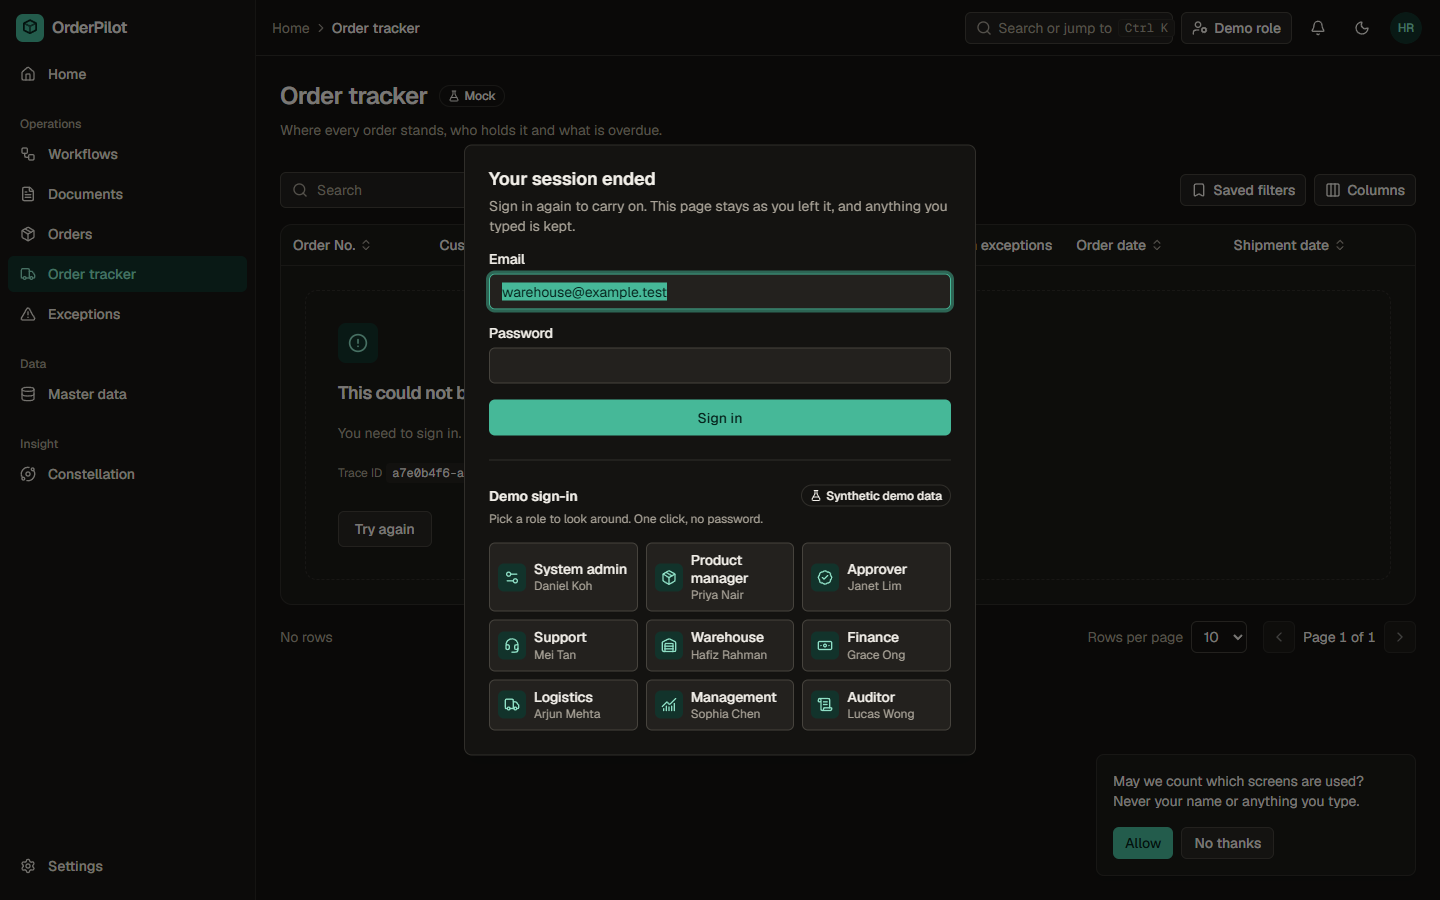 OrderPilot
Home
Operations
Workflows
Documents
Orders
Order tracker
Exceptions
Data
Master data
Insight
Constellation
Settings
Home > Order tracker
Search or jump to Ctrl K
Demo role
HR
Order tracker
Mock
Where every order stands, who holds it and what is overdue.
Search
Saved filters
Columns
Order No.
Cus
exceptions
Order date
Shipment date
This could not b
You need to sign in.
Trace ID a7e0b4f6-a
Try again
No rows
Rows per page 10
Page 1 of 1
Your session ended
Sign in again to carry on. This page stays as you left it, and anything you
typed is kept.
Email
warehouse@example.test
Password
Sign in
Demo sign-in
Synthetic demo data
Pick a role to look around. One click, no password.
System admin
Daniel Koh
Product
manager
Priya Nair
Approver
Janet Lim
Support
Mei Tan
Warehouse
Hafiz Rahman
Finance
Grace Ong
Logistics
Arjun Mehta
Management
Sophia Chen
Auditor
Lucas Wong
May we count which screens are used?
Never your name or anything you type.
Allow
No thanks